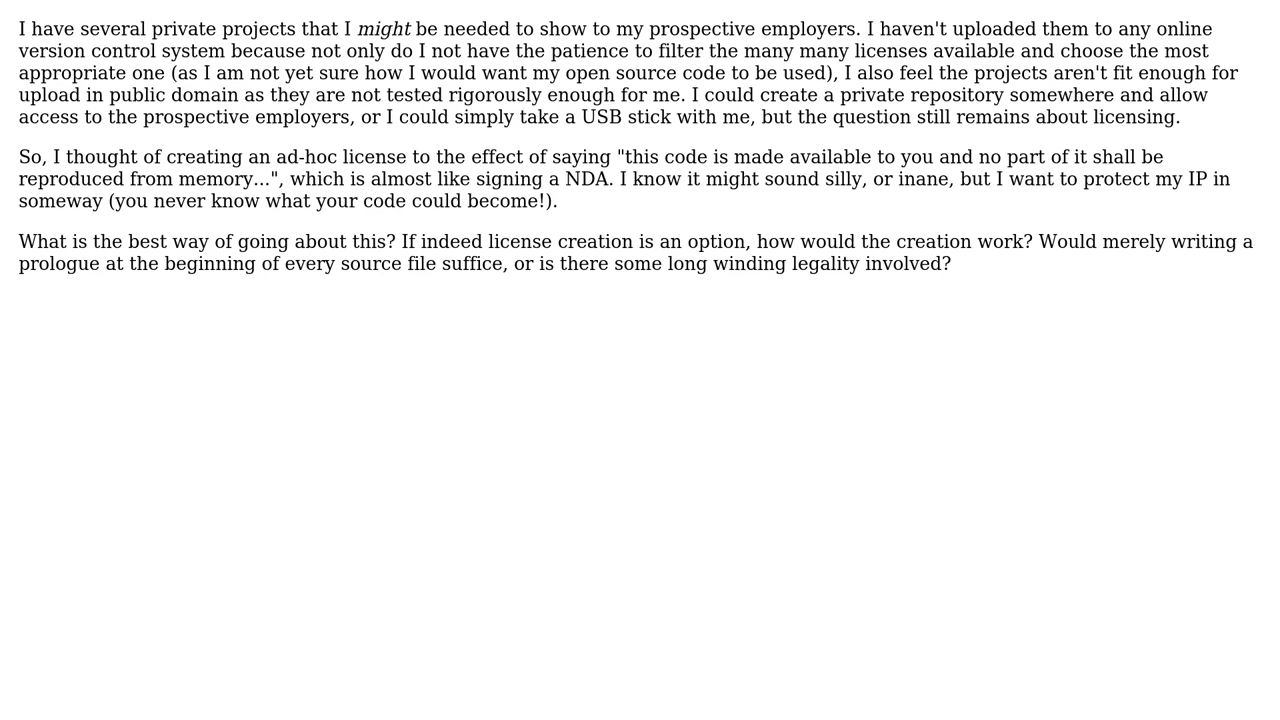 I have several private projects that I might be needed to show to my prospective employers. I haven't uploaded them to any online
version control system because not only do I not have the patience to filter the many many licenses available and choose the most
appropriate one (as I am not yet sure how I would want my open source code to be used), I also feel the projects aren't fit enough for
upload in public domain as they are not tested rigorously enough for me. I could create a private repository somewhere and allow
access to the prospective employers, or I could simply take a USB stick with me, but the question still remains about licensing.
So, I thought of creating an ad-hoc license to the effect of saying "this code is made available to you and no part of it shall be
reproduced from memory...", which is almost like signing a NDA. I know it might sound silly, or inane, but I want to protect my IP in
someway (you never know what your code could become!).
What is the best way of going about this? If indeed license creation is an option, how would the creation work? Would merely writing a
prologue at the beginning of every source file suffice, or is there some long winding legality involved?